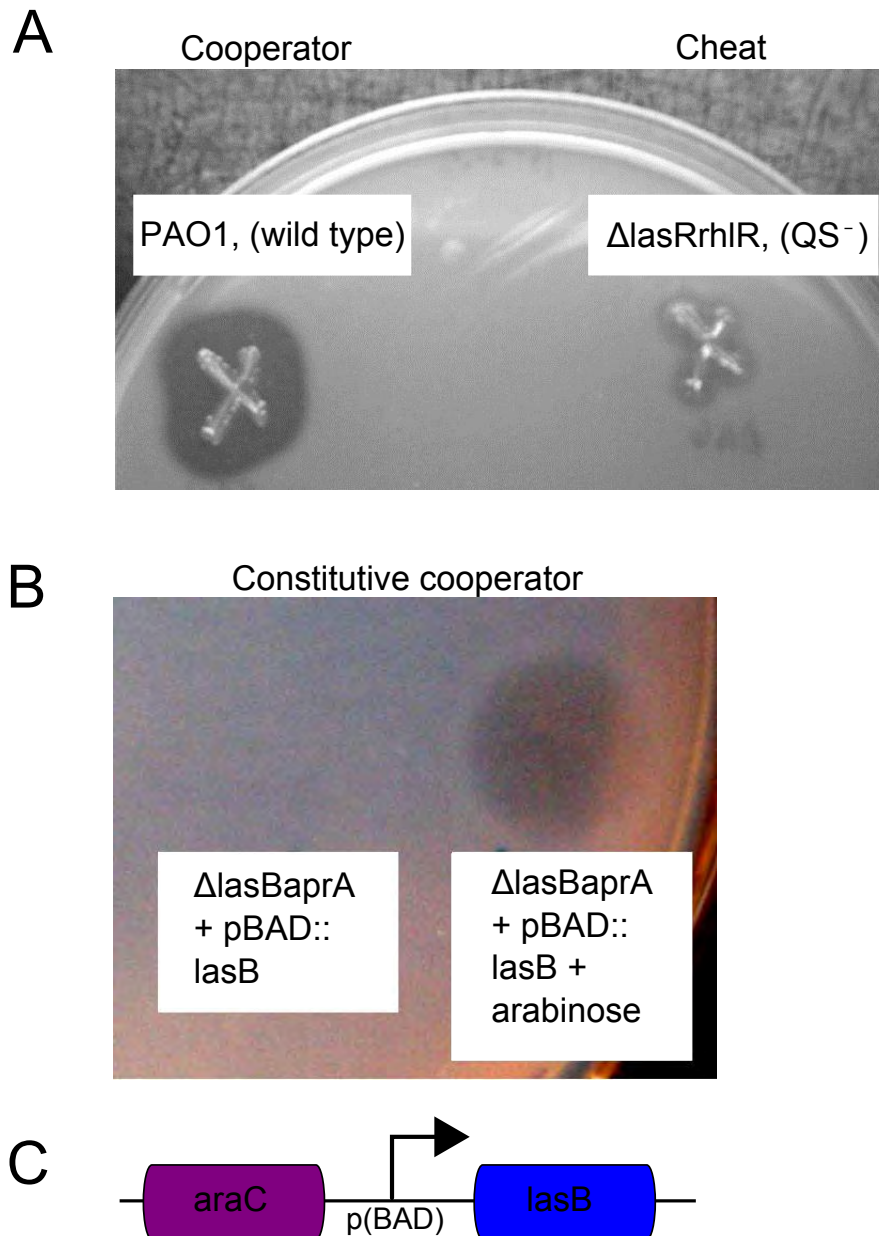 A
Cooperator
Cheat
PAO1, (wild type)
ΔlasRrhlR, (QS⁻)
B
Constitutive cooperator
ΔlasBaprA
+ pBAD::
lasB
ΔlasBaprA
+ pBAD::
lasB +
arabinose
C
araC
p(BAD)
lasB